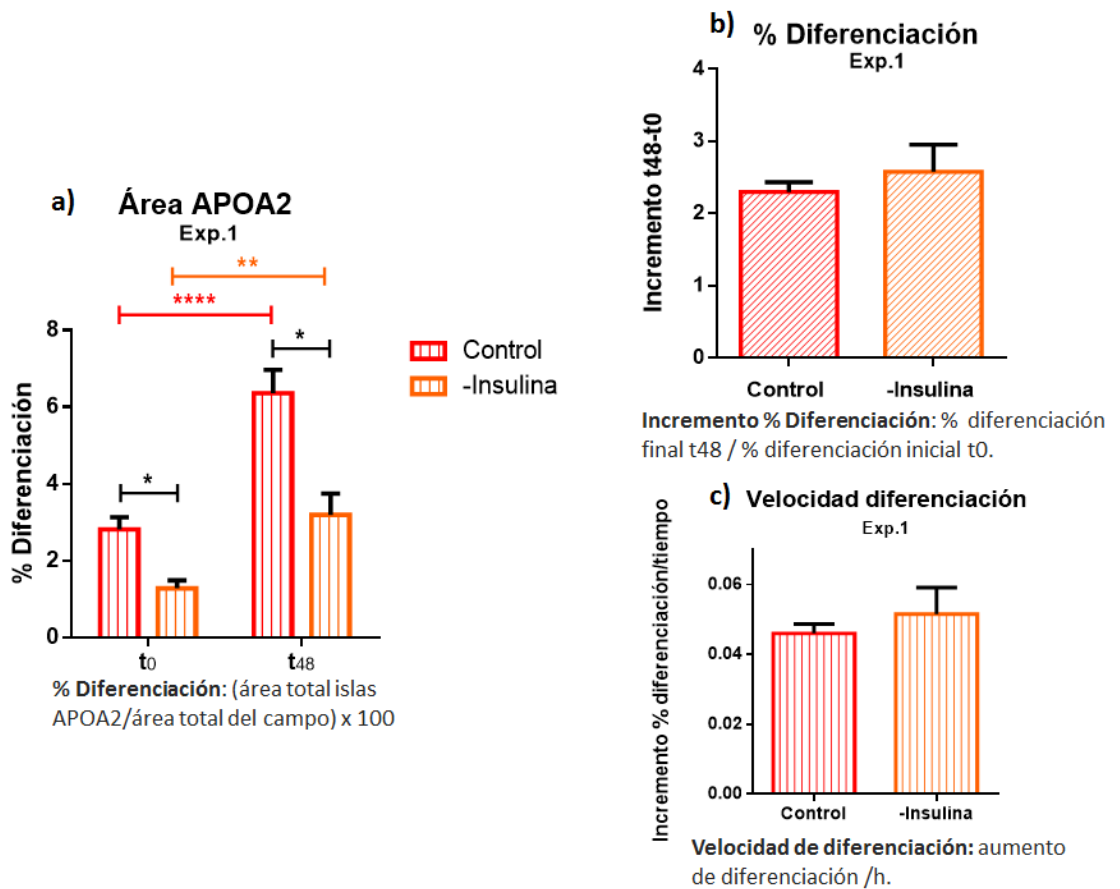 a) Área APOA2
Exp.1
**
****
*
*
8
6
4
2
0
% Diferenciación
t0
t48
Control
-Insulina
% Diferenciación: (área total islas
APOA2/área total del campo) x 100
b) % Diferenciación
Exp.1
4
3
2
1
0
Incremento t48-t0
Control
-Insulina
Incremento % Diferenciación: % diferenciación
final t48 / % diferenciación inicial t0.
c) Velocidad diferenciación
Exp.1
0.06
0.04
0.02
0.00
Incremento % diferenciación/tiempo
Control
-Insulina
Velocidad de diferenciación: aumento
de diferenciación /h.